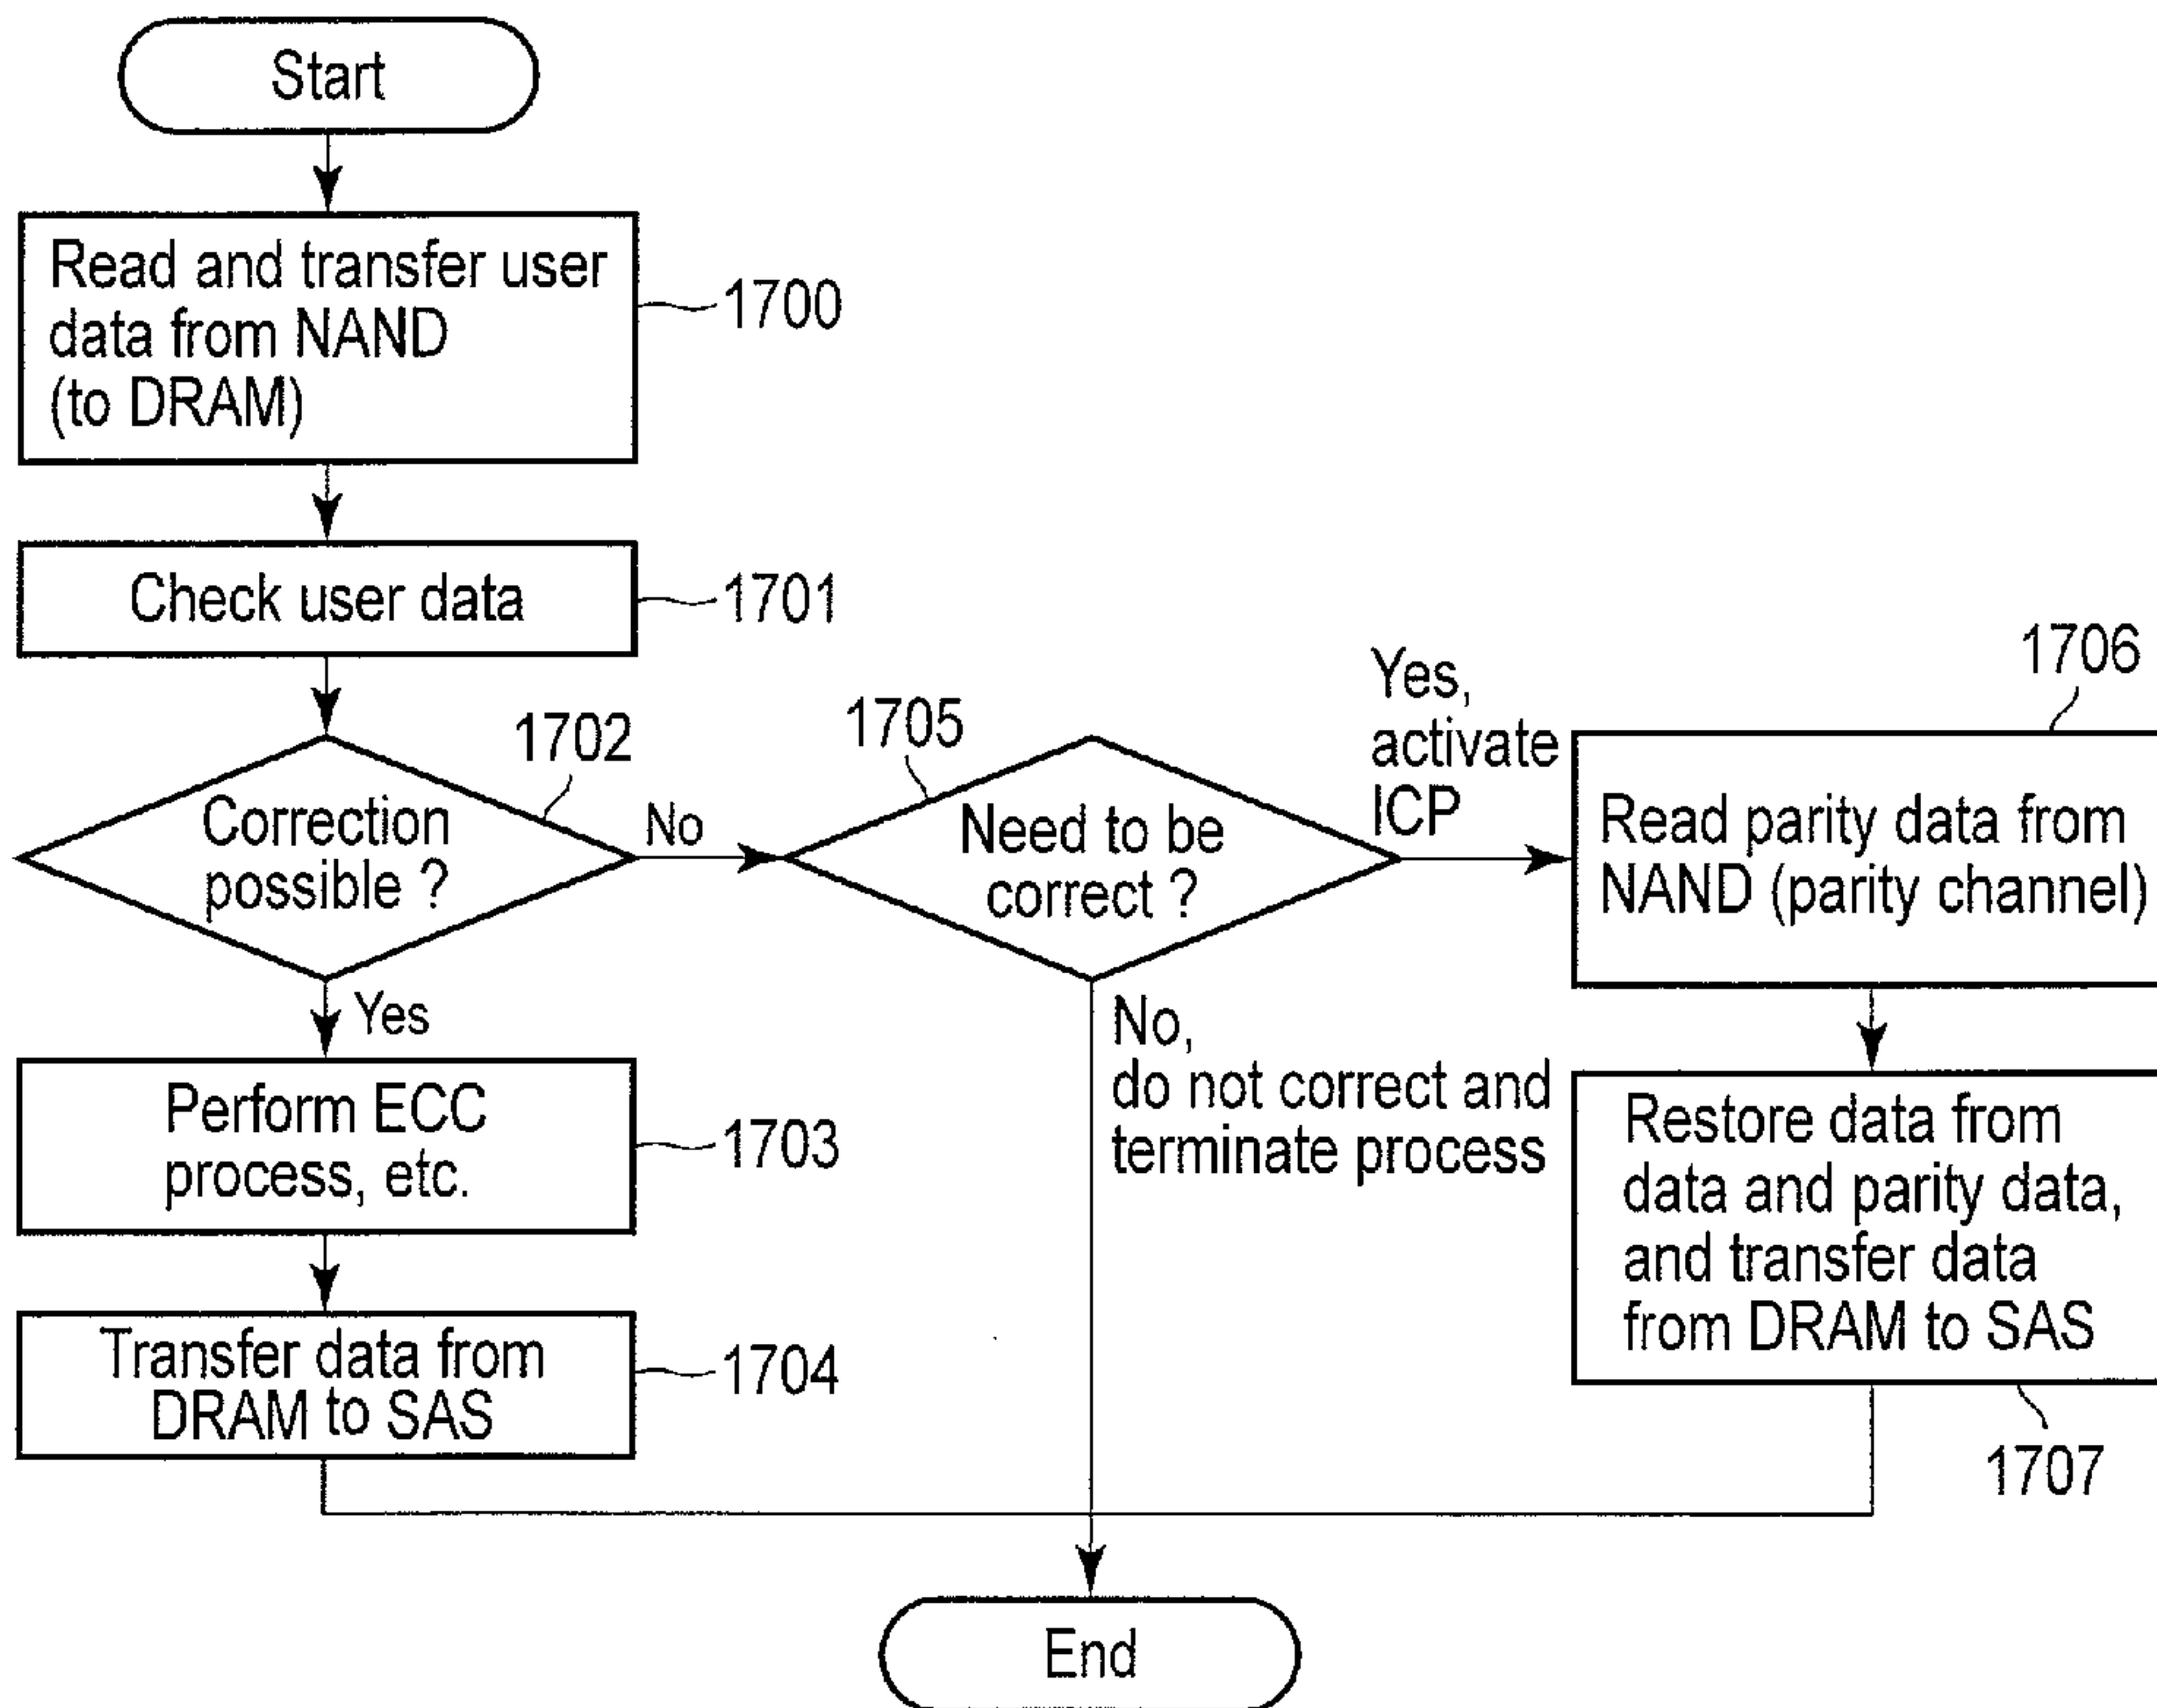 Start
Read and transfer user
data from NAND
(to DRAM)
1700
Check user data
1701
1702
Correction
possible ?
No
Yes
Perform ECC
process, etc.
1703
Transfer data from
DRAM to SAS
1704
1705
Need to be
correct ?
Yes,
activate
ICP
No,
do not correct and
terminate process
1706
Read parity data from
NAND (parity channel)
Restore data from
data and parity data,
and transfer data
from DRAM to SAS
1707
End